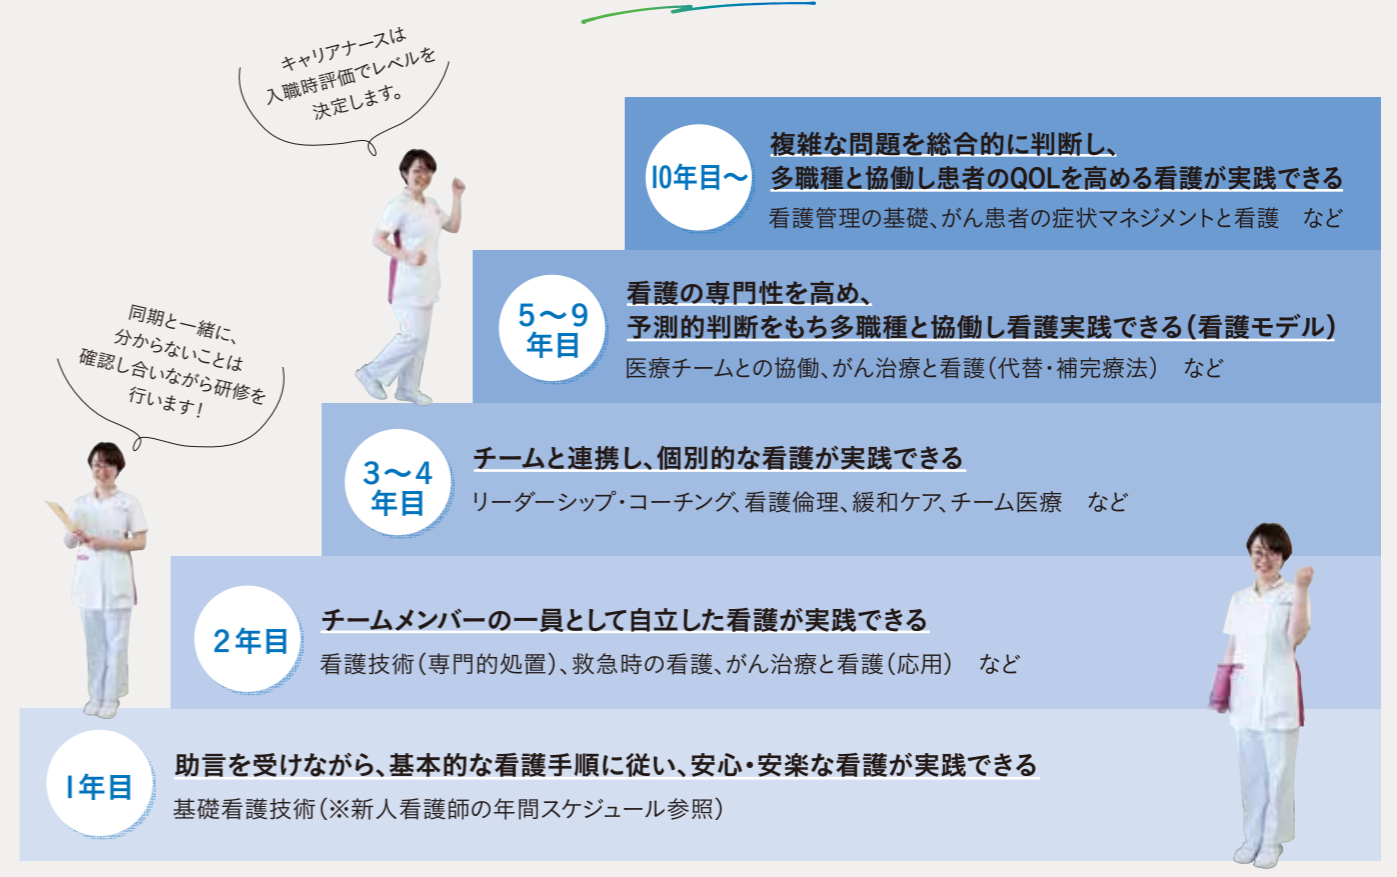 キャリアナースは
入職時評価でレベルを
決定します。
10年目〜
複雑な問題を総合的に判断し、
多職種と協働し患者のQOLを高める看護が実践できる
看護管理の基礎、がん患者の症状マネジメントと看護　など
5〜9
年目
看護の専門性を高め、
予測的判断をもち多職種と協働し看護実践できる(看護モデル)
医療チームとの協働、がん治療と看護(代替・補完療法)　など
同期と一緒に、
分からないことは
確認し合いながら研修を
行います!
3〜4
年目
チームと連携し、個別的な看護が実践できる
リーダーシップ・コーチング、看護倫理、緩和ケア、チーム医療　など
2年目
チームメンバーの一員として自立した看護が実践できる
看護技術(専門的処置)、救急時の看護、がん治療と看護(応用)　など
1年目
助言を受けながら、基本的な看護手順に従い、安心・安楽な看護が実践できる
基礎看護技術(※新人看護師の年間スケジュール参照)